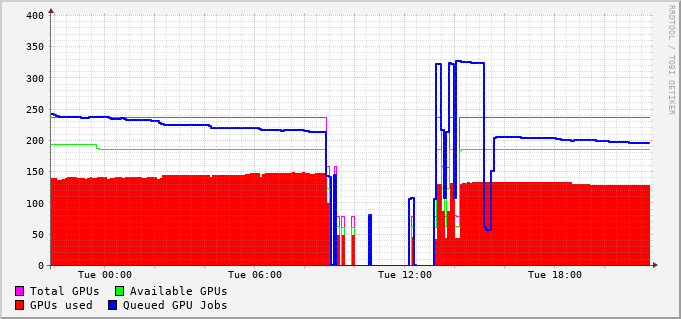 400
350
300
250
200
150
100
50
0
Tue 00:00 Tue 06:00 Tue 12:00 Tue 18:00
Total GPUs Available GPUs
GPUs used Queued GPU Jobs
RRDTOOL / TOBI OETIKER